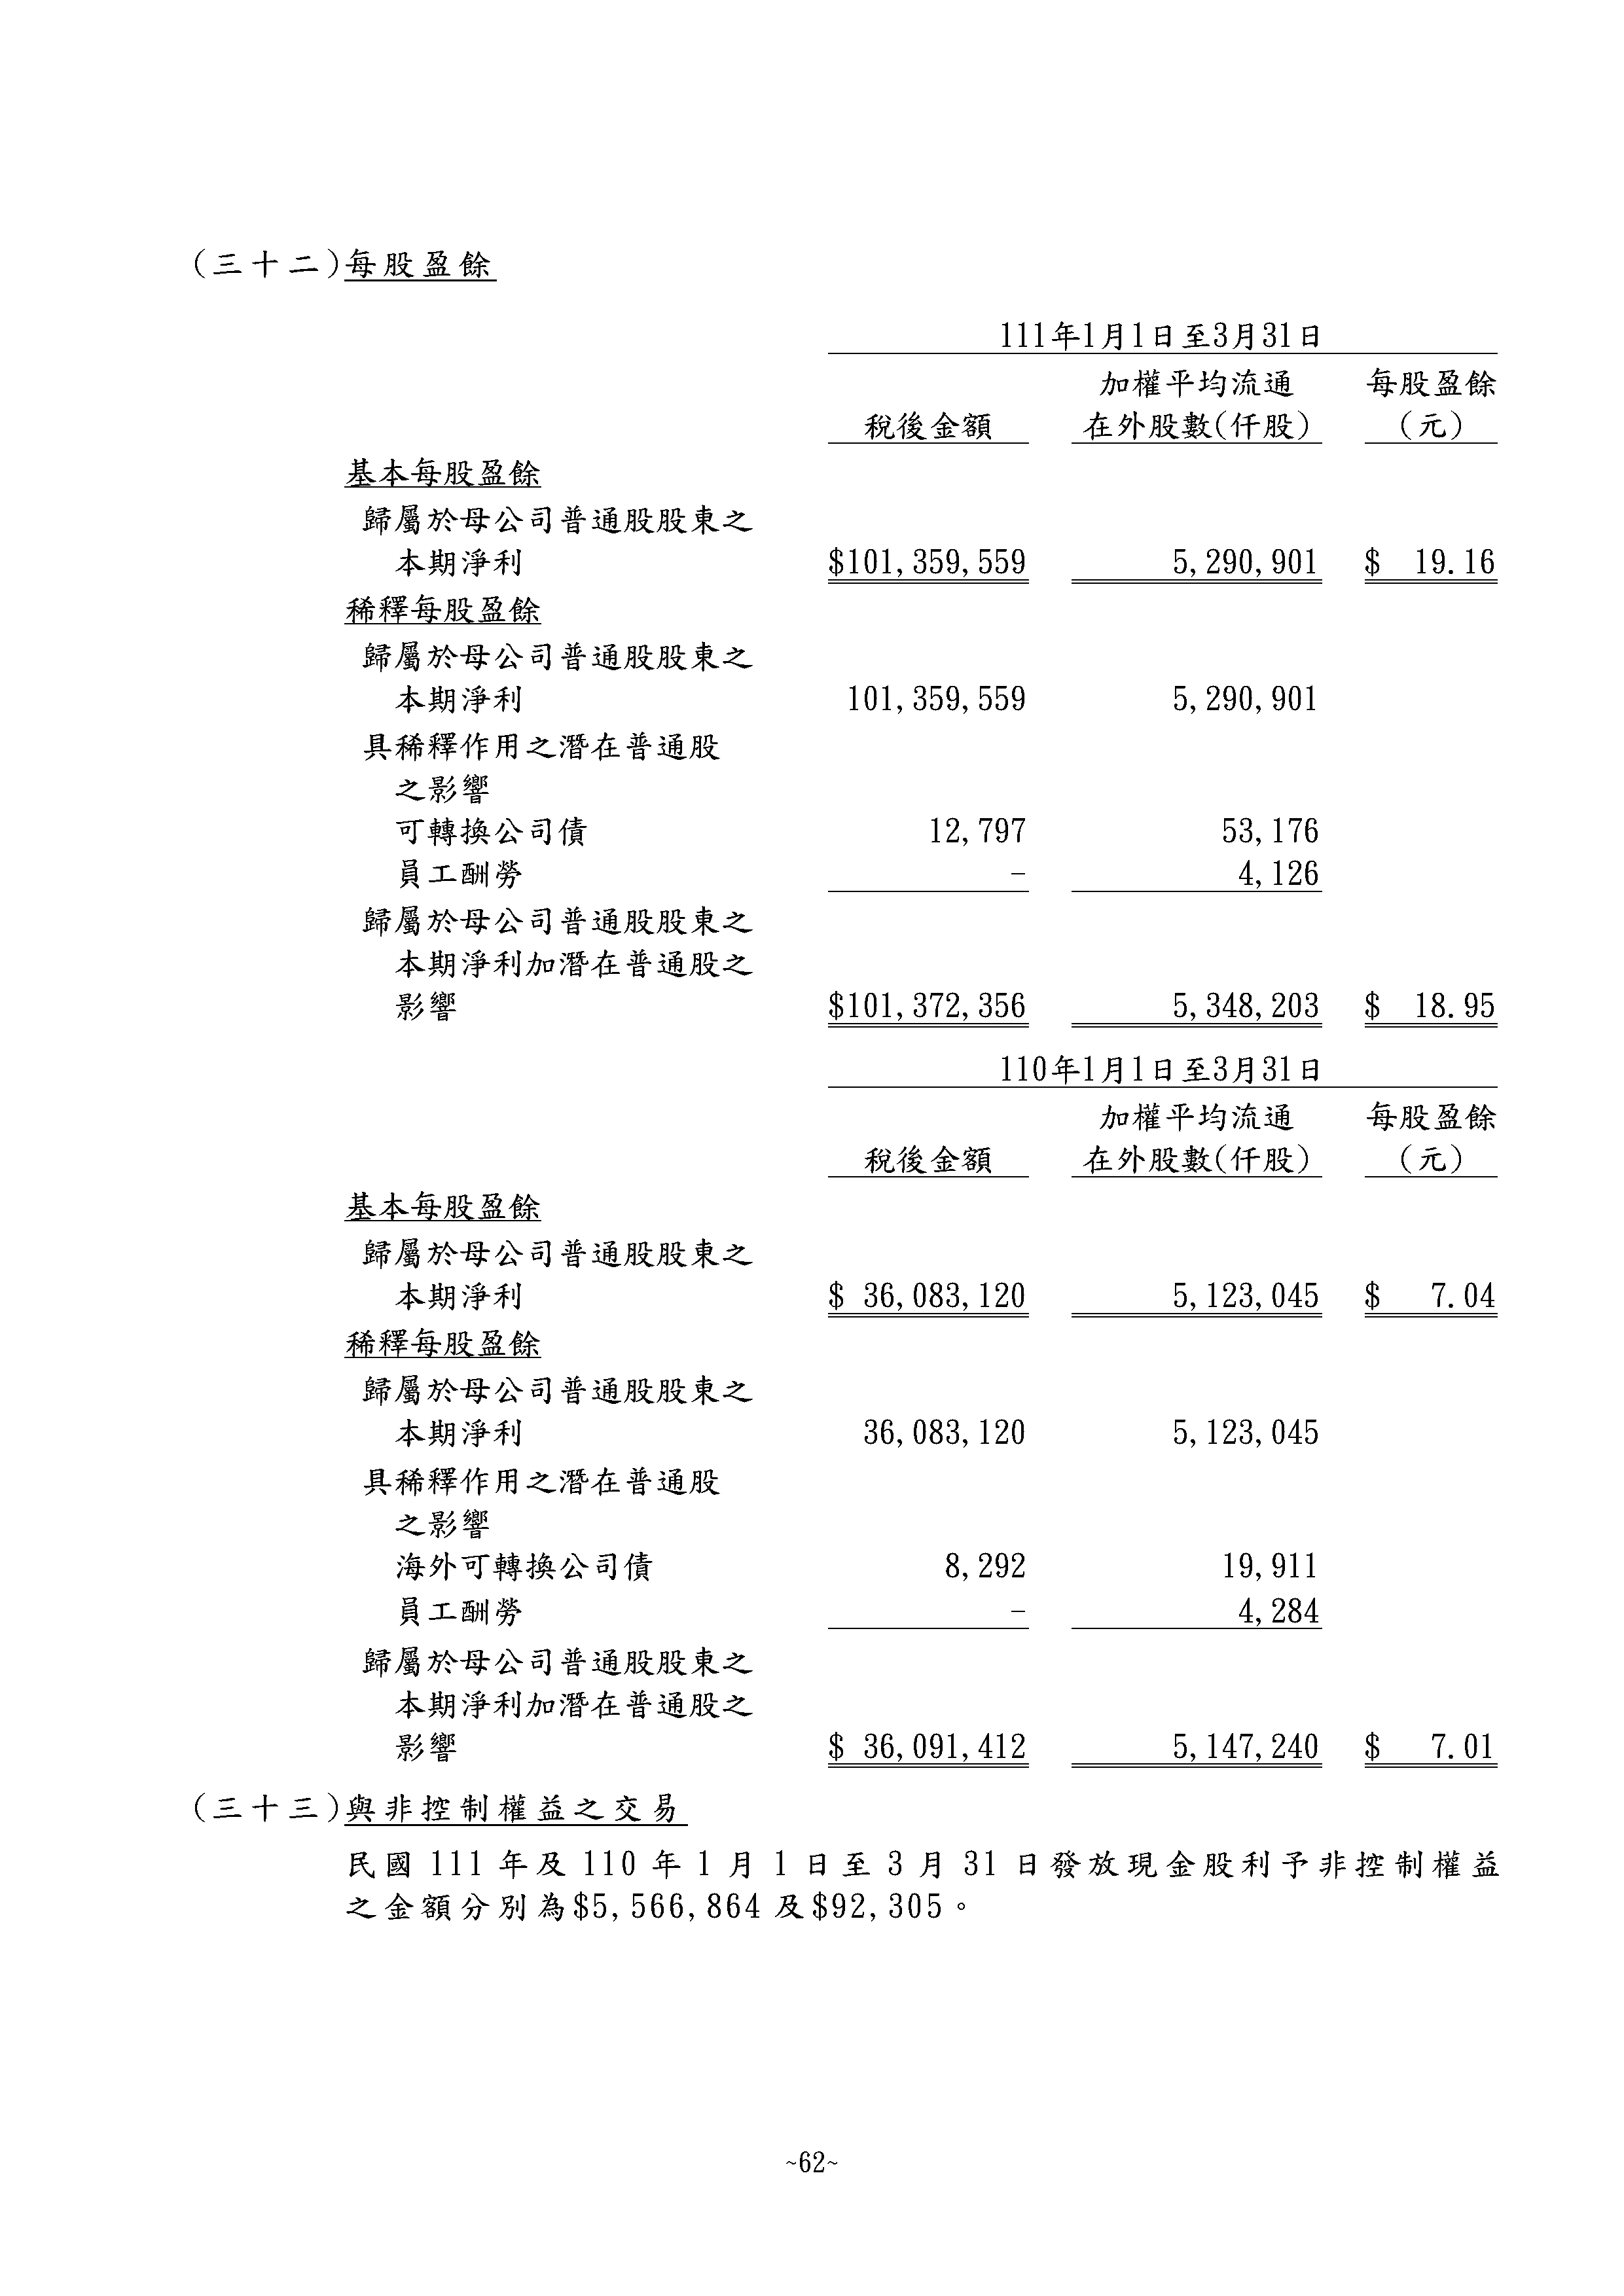 (三十二)每股盈餘
111年1月1日至3月31日
加權平均流通 每股盈餘
稅後金額 在外股數(仟股) (元)
基本每股盈餘
歸屬於母公司普通股股東之
本期淨利 $101,359,559 5,290,901 $ 19.16
稀釋每股盈餘
歸屬於母公司普通股股東之
本期淨利 101,359,559 5,290,901
具稀釋作用之潛在普通股
之影響
可轉換公司債 12,797 53,176
員工酬勞 - 4,126
歸屬於母公司普通股股東之
本期淨利加潛在普通股之
影響 $101,372,356 5,348,203 $ 18.95
110年1月1日至3月31日
加權平均流通 每股盈餘
稅後金額 在外股數(仟股) (元)
基本每股盈餘
歸屬於母公司普通股股東之
本期淨利 $ 36,083,120 5,123,045 $ 7.04
稀釋每股盈餘
歸屬於母公司普通股股東之
本期淨利 36,083,120 5,123,045
具稀釋作用之潛在普通股
之影響
海外可轉換公司債 8,292 19,911
員工酬勞 - 4,284
歸屬於母公司普通股股東之
本期淨利加潛在普通股之
影響 $ 36,091,412 5,147,240 $ 7.01
(三十三)與非控制權益之交易
民國 111 年及 110 年 1 月 1 日至 3 月 31 日發放現金股利予非控制權益
之金額分別為$5,566,864 及$92,305。
~62~